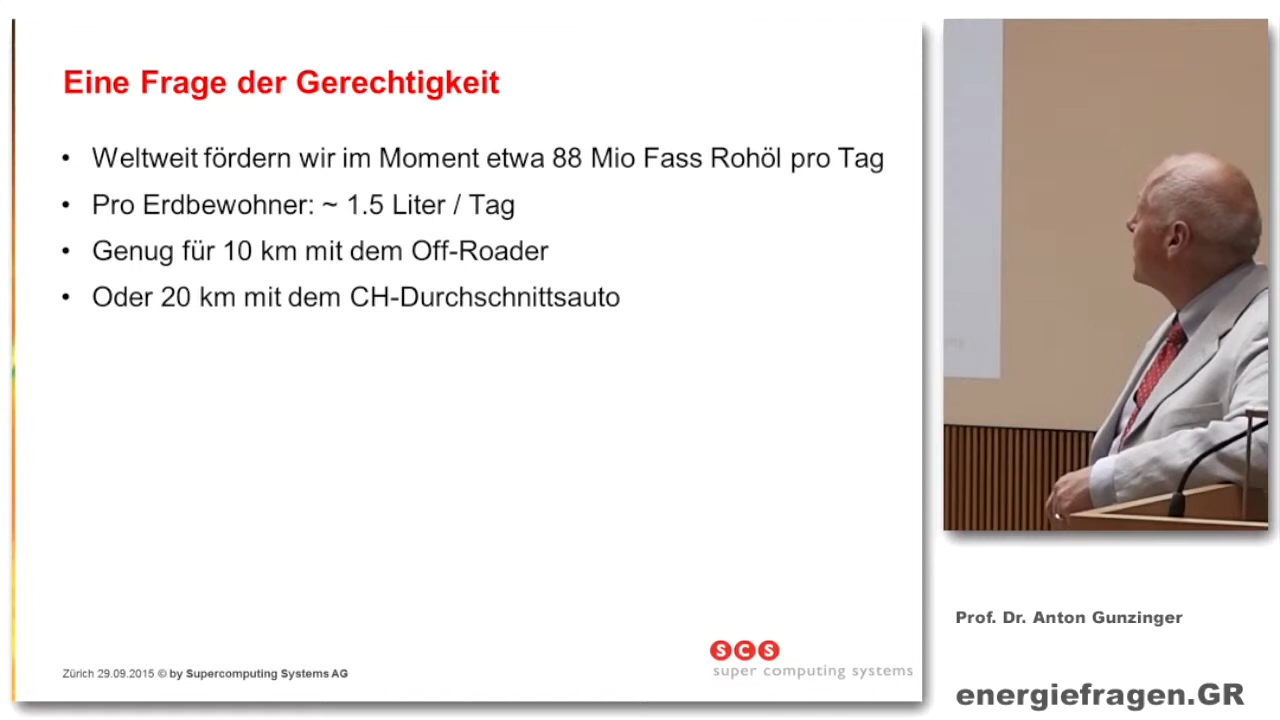 Eine Frage der Gerechtigkeit
• Weltweit fördern wir im Moment etwa 88 Mio Fass Rohöl pro Tag
• Pro Erdbewohner: ~ 1.5 Liter / Tag
• Genug für 10 km mit dem Off-Roader
• Oder 20 km mit dem CH-Durchschnittsauto
Zürich 29.09.2015 © by Supercomputing Systems AG
SCS
super computing systems
Prof. Dr. Anton Gunzinger
energiefragen.GR